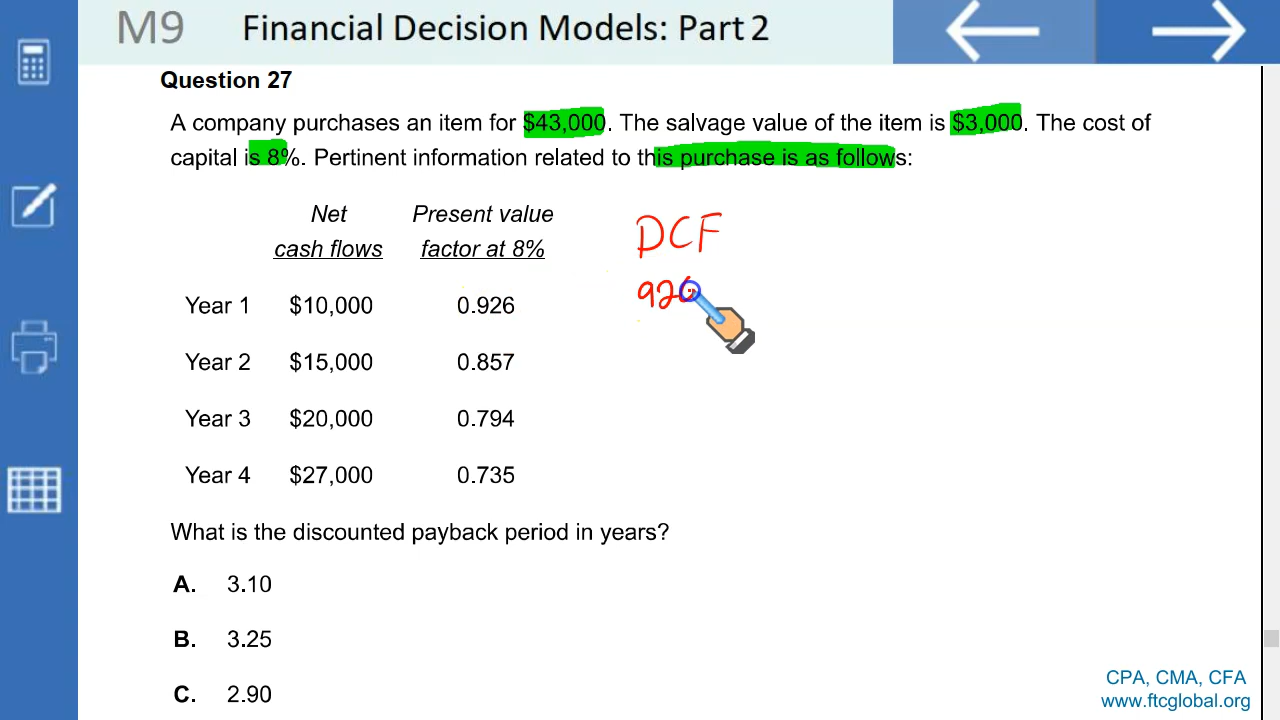 M9 Financial Decision Models: Part 2
Question 27
A company purchases an item for $43,000. The salvage value of the item is $3,000. The cost of
capital is 8%. Pertinent information related to this purchase is as follows:
Net Present value DCF
cash flows factor at 8%
Year 1 $10,000 0.926 926
Year 2 $15,000 0.857
Year 3 $20,000 0.794
Year 4 $27,000 0.735
What is the discounted payback period in years?
A. 3.10
B. 3.25
C. 2.90
CPA, CMA, CFA
www.ftcglobal.org